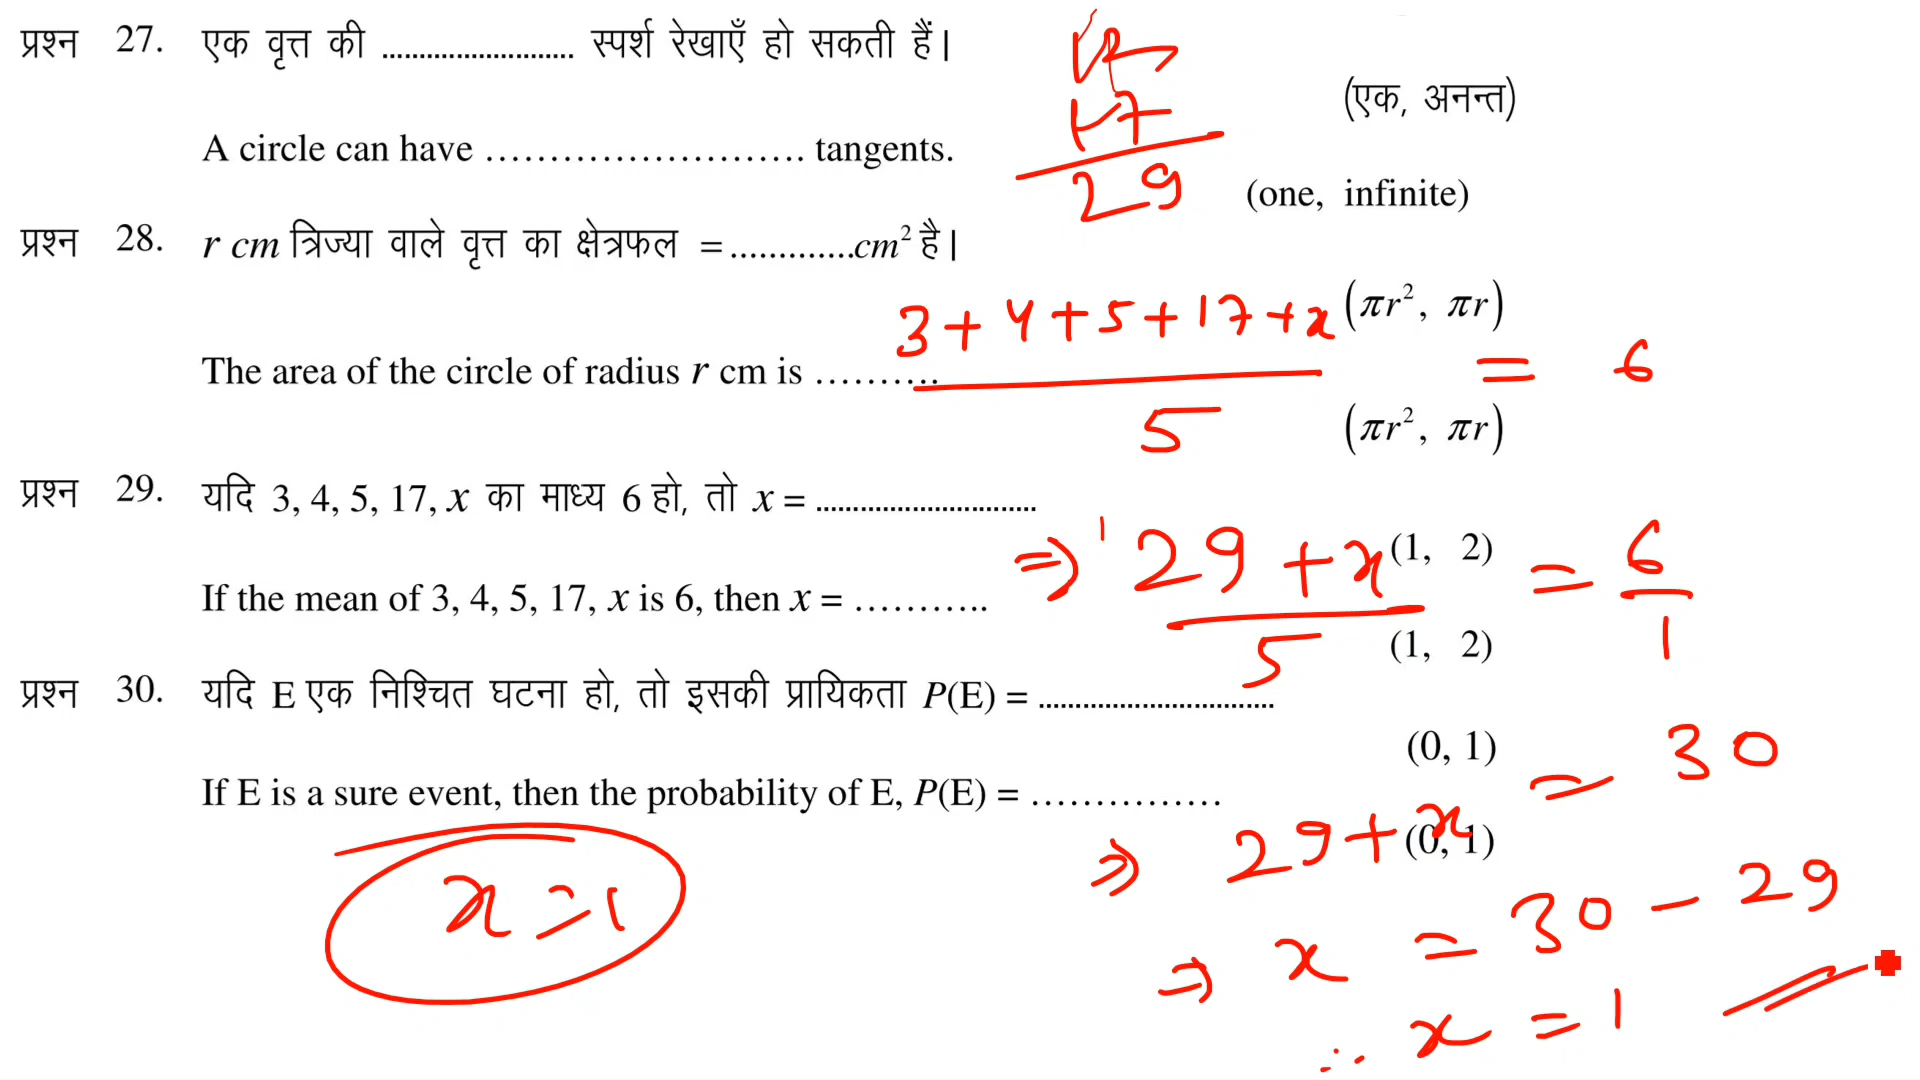 प्रश्न 27. एक वृत्त की .......................... स्पर्श रेखाएँ हो सकती हैं।
(एक, अनन्त)
A circle can have ......................... tangents.
(one, infinite)
12
17
29
प्रश्न 28. r cm त्रिज्या वाले वृत्त का क्षेत्रफल = .............cm² है।
(πr², πr)
The area of the circle of radius r cm is ..........
(πr², πr)
3+4+5+17+x
= 6
5
प्रश्न 29. यदि 3, 4, 5, 17, x का माध्य 6 हो, तो x = ..............................
(1, 2)
If the mean of 3, 4, 5, 17, x is 6, then x = ...........
(1, 2)
⇒ 29+x = 6
5 1
प्रश्न 30. यदि E एक निश्चित घटना हो, तो इसकी प्रायिकता P(E) = ................................
(0, 1)
If E is a sure event, then the probability of E, P(E) = ...............
(0, 1)
⇒ 29+x = 30
⇒ x = 30 - 29
∴ x = 1
x=1